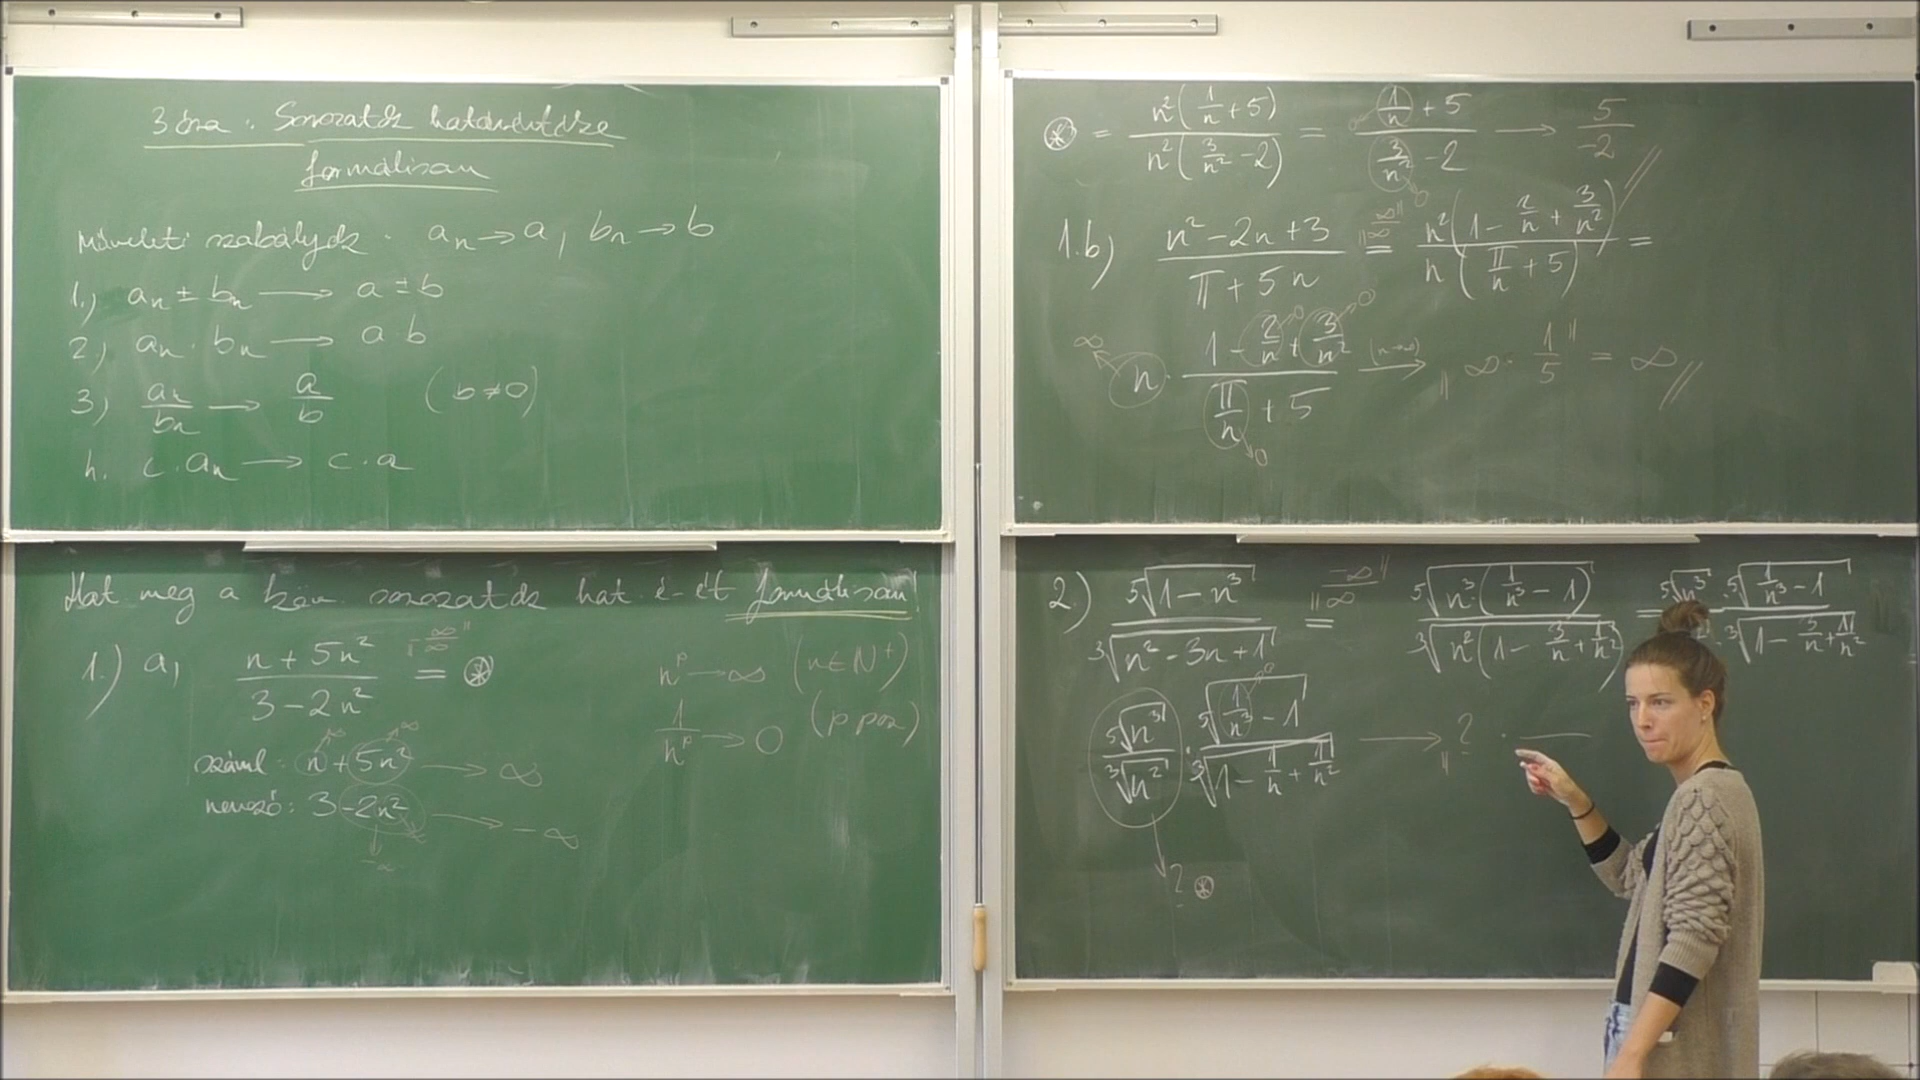 3 óra: Sorozatok határértéke
formálisan
Műveleti szabályok: aₙ → a, bₙ → b
1.) aₙ ± bₙ → a ± b
2.) aₙ · bₙ → a · b
3.) aₙ/bₙ → a/b (b ≠ 0)
4. c · aₙ → c · a
Hat meg a köv. sorozatok hat. é-ét formálisan!
1.) a, (n + 5n²)/(3 - 2n²) "∞/-∞" = ⊛
száml: n + 5n² → ∞
nevező: 3 - 2n² → -∞
-∞
nᵖ → ∞ (n ∈ ℕ⁺)
1/nᵖ → 0 (p poz)
⊛ = n²(1/n + 5)/n²(3/n² - 2) = (1/n + 5)/(3/n² - 2) → 5/-2 //
1.b) (n² - 2n + 3)/(π + 5n) "∞/∞" = n²(1 - 2/n + 3/n²)/n(π/n + 5) =
n · (1 - 2/n + 3/n²)/(π/n + 5) (n→∞) → "∞ · 1/5" = ∞ //
2.) ⁵√(1 - n³)/³√(n² - 3n + 1) "-∞/∞" = ⁵√(n³·(1/n³ - 1))/³√(n²(1 - 3/n + 1/n²)) = ⁵√n³ · ⁵√(1/n³ - 1)/ · ³√(1 - 3/n + 1/n²)
⁵√n³/³√n² · ⁵√(1/n³ - 1)/³√(1 - 1/n + 1/n²) → "? ·
? ⊛